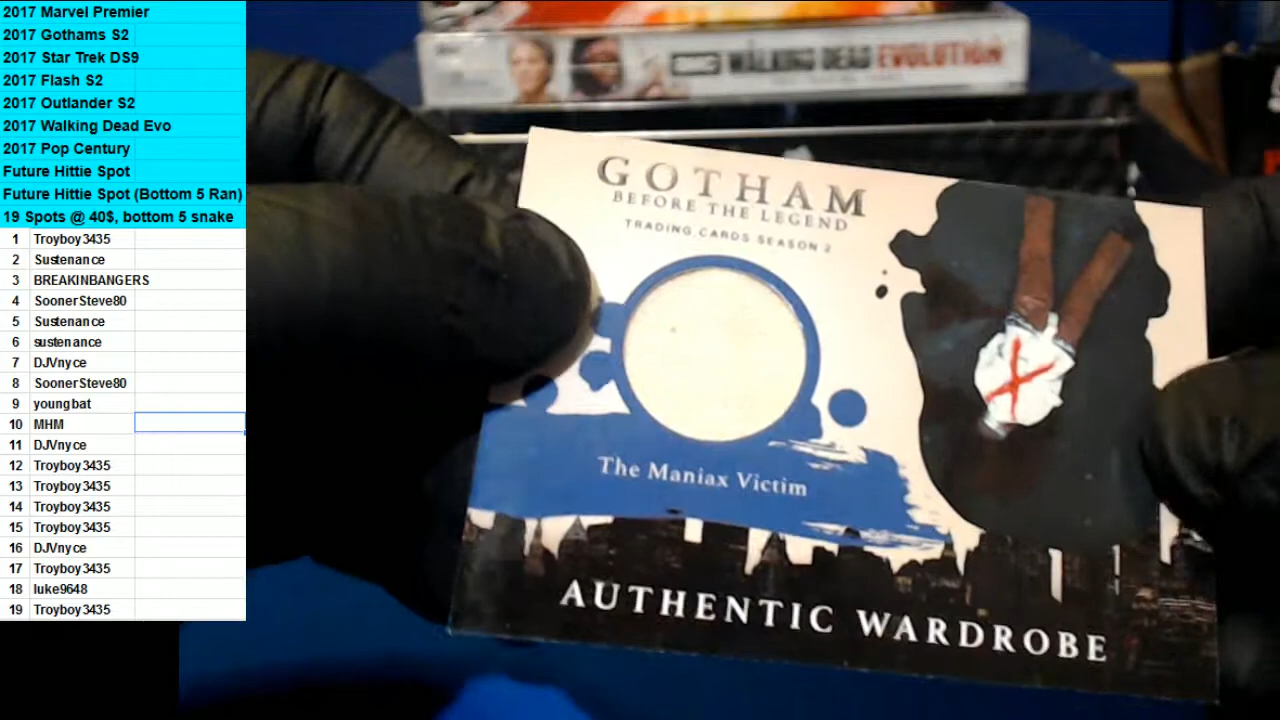 2017 Marvel Premier
2017 Gothams S2
2017 Star Trek DS9
2017 Flash S2
2017 Outlander S2
2017 Walking Dead Evo
2017 Pop Century
Future Hittie Spot
Future Hittie Spot (Bottom 5 Ran)
19 Spots @ 40$, bottom 5 snake
1 Troyboy3435
2 Sustenance
3 BREAKINBANGERS
4 SoonerSteve80
5 Sustenance
6 sustenance
7 DJVnyce
8 SoonerSteve80
9 youngbat
10 MHM
11 DJVnyce
12 Troyboy3435
13 Troyboy3435
14 Troyboy3435
15 Troyboy3435
16 DJVnyce
17 Troyboy3435
18 luke9648
19 Troyboy3435
WALKING DEAD EVOLUTION
GOTHAM
BEFORE THE LEGEND
TRADING CARDS SEASON 2
The Maniax Victim
AUTHENTIC WARDROBE